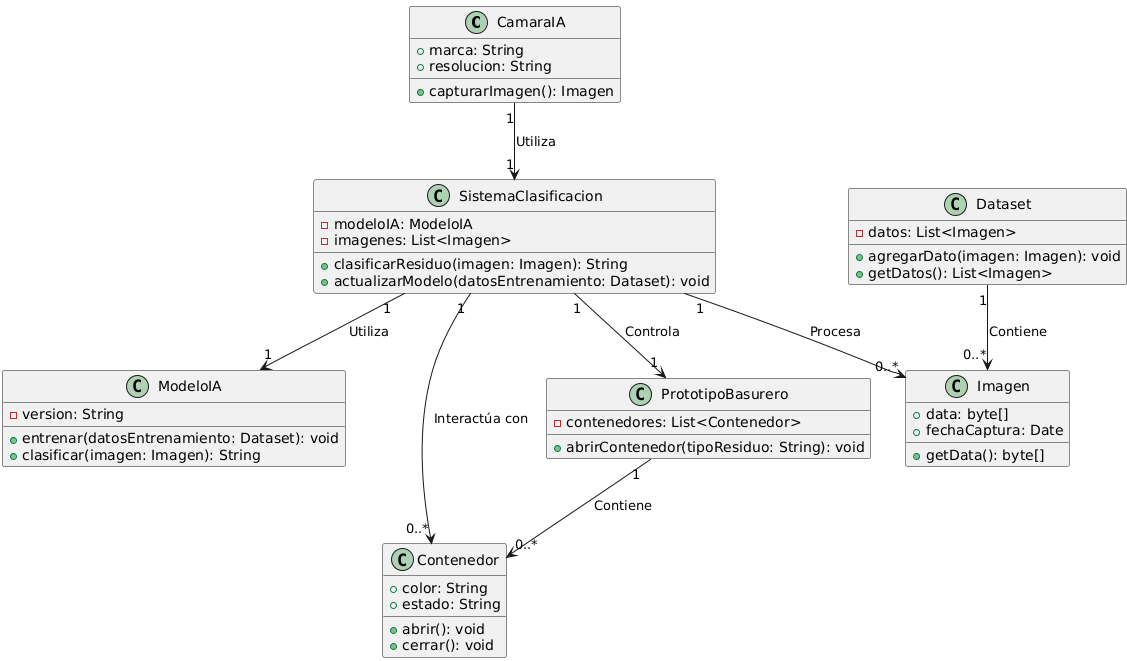 C CamaraIA
marca: String
resolucion: String
capturarImagen(): Imagen
1
Utiliza
1
C SistemaClasificacion
modeloIA: ModeloIA
imagenes: List<Imagen>
clasificarResiduo(imagen: Imagen): String
actualizarModelo(datosEntrenamiento: Dataset): void
C Dataset
datos: List<Imagen>
agregarDato(imagen: Imagen): void
getDatos(): List<Imagen>
1
1
1
1
1
Utiliza
Interactúa con
Controla
Procesa
Contiene
1
0..*
1
0..*
0..*
C ModeloIA
version: String
entrenar(datosEntrenamiento: Dataset): void
clasificar(imagen: Imagen): String
C PrototipoBasurero
contenedores: List<Contenedor>
abrirContenedor(tipoResiduo: String): void
C Imagen
data: byte[]
fechaCaptura: Date
getData(): byte[]
1
Contiene
0..*
C Contenedor
color: String
estado: String
abrir(): void
cerrar(): void